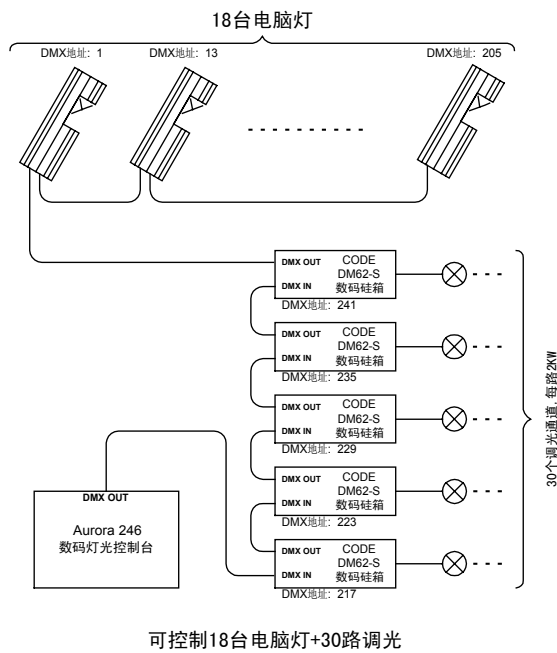 18台电脑灯
DMX地址: 1
DMX地址: 13
DMX地址: 205
DMX OUT
CODE
DM62-S
DMX IN
数码硅箱
DMX地址: 241
DMX OUT
CODE
DM62-S
DMX IN
数码硅箱
DMX地址: 235
DMX OUT
CODE
DM62-S
DMX IN
数码硅箱
DMX地址: 229
DMX OUT
CODE
DM62-S
DMX IN
数码硅箱
DMX地址: 223
DMX OUT
CODE
DM62-S
DMX IN
数码硅箱
DMX地址: 217
30个调光通道,每路2KW
DMX OUT
Aurora 246
数码灯光控制台
可控制18台电脑灯+30路调光